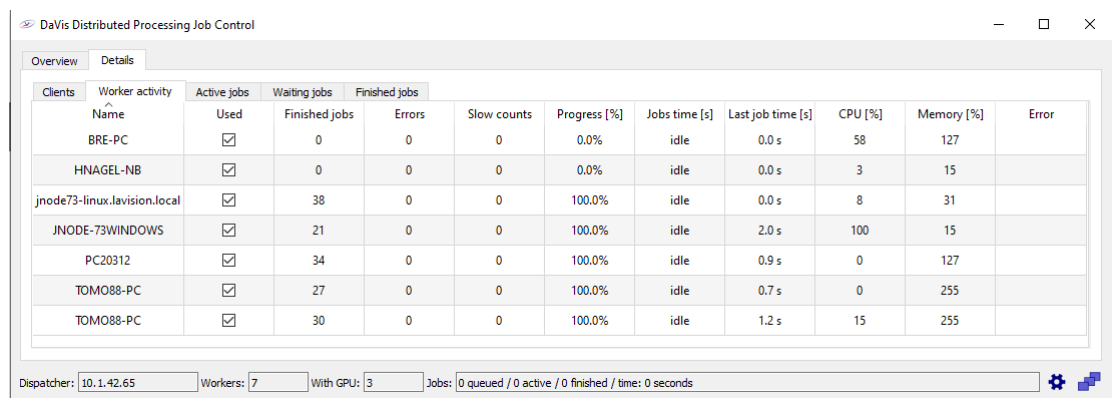 DaVis Distributed Processing Job Control
Overview Details
Clients Worker activity Active jobs Waiting jobs Finished jobs
Name Used Finished jobs Errors Slow counts Progress [%] Jobs time [s] Last job time [s] CPU [%] Memory [%] Error
BRE-PC 0 0 0 0.0% idle 0.0 s 58 127
HNAGEL-NB 0 0 0 0.0% idle 0.0 s 3 15
jnode73-linux.lavision.local 38 0 0 100.0% idle 0.0 s 8 31
JNODE-73WINDOWS 21 0 0 100.0% idle 2.0 s 100 15
PC20312 34 0 0 100.0% idle 0.9 s 0 127
TOMO88-PC 27 0 0 100.0% idle 0.7 s 0 255
TOMO88-PC 30 0 0 100.0% idle 1.2 s 15 255
Dispatcher: 10.1.42.65 Workers: 7 With GPU: 3 Jobs: 0 queued / 0 active / 0 finished / time: 0 seconds